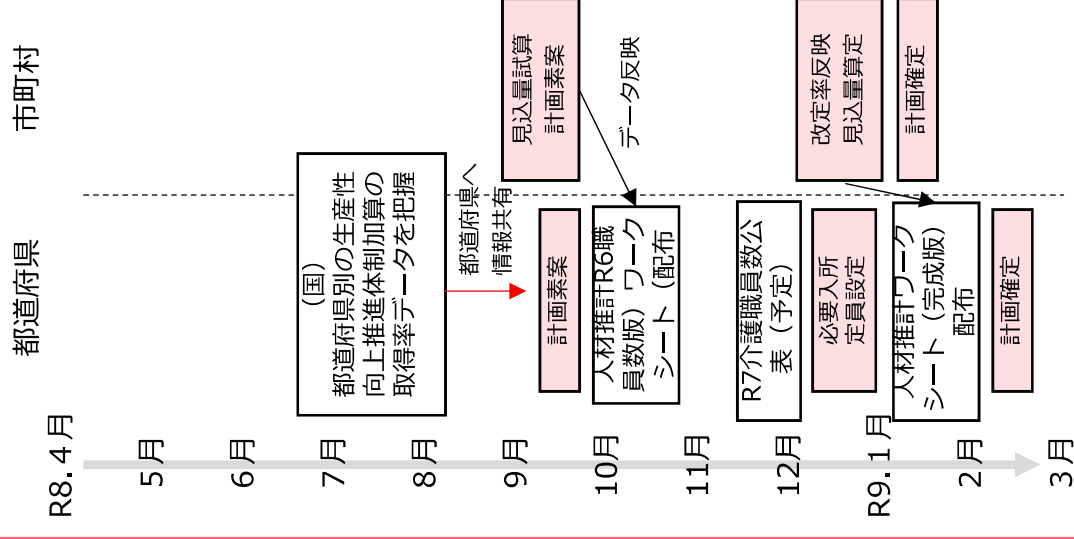 市町村
都道府県
見込量試算
計画素案
データ反映
改定率反映
見込量算定
計画確定
（国）
都道府県別の生産性
向上推進体制加算の
取得率データを把握
都道府県へ
情報共有
計画素案
人材推計R6職
員数版）ワーク
シート（配布
R7介護職員数公
表（予定）
必要入所
定員設定
人材推計ワーク
シート（完成版）
配布
計画確定
R8.４月
5月
6月
7月
8月
9月
10月
11月
12月
R9.１月
2月
３月